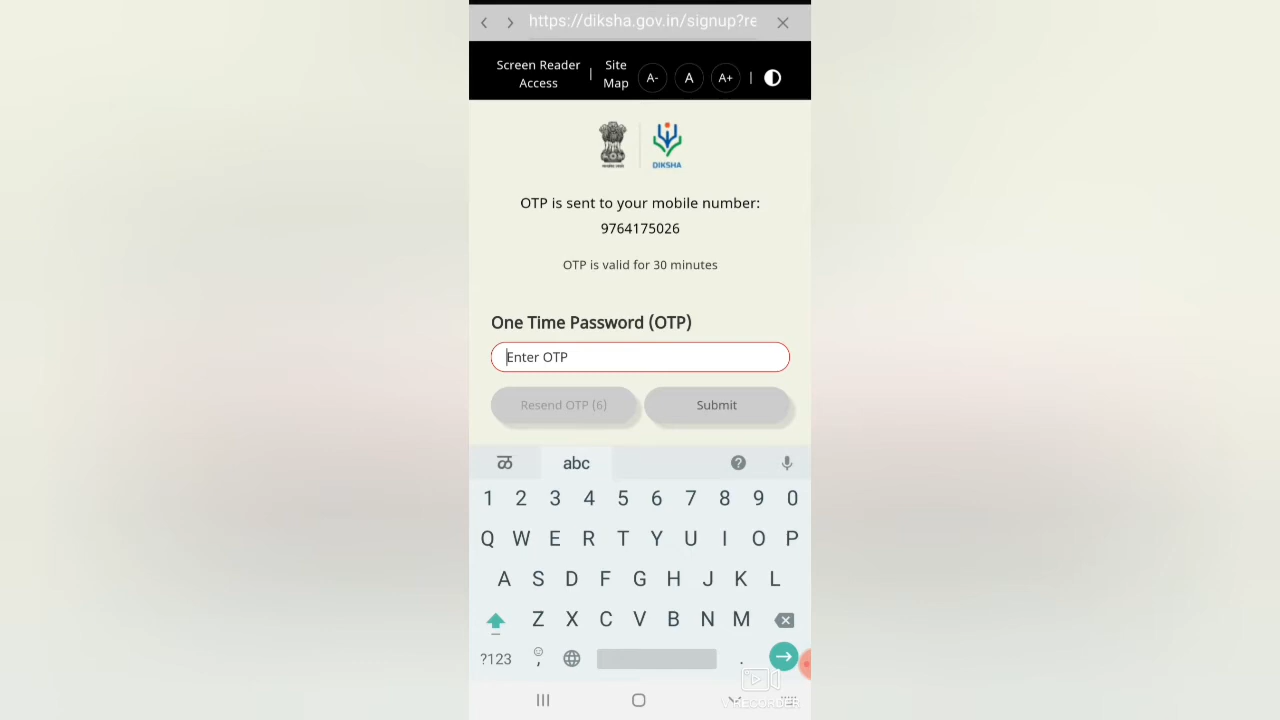 https://diksha.gov.in/signup?re
Screen Reader Access
Site Map
A-
A
A+
DIKSHA
OTP is sent to your mobile number:
9764175026
OTP is valid for 30 minutes
One Time Password (OTP)
Enter OTP
Resend OTP (6)
Submit
abc
1 2 3 4 5 6 7 8 9 0
Q W E R T Y U I O P
A S D F G H J K L
Z X C V B N M
?123 , .